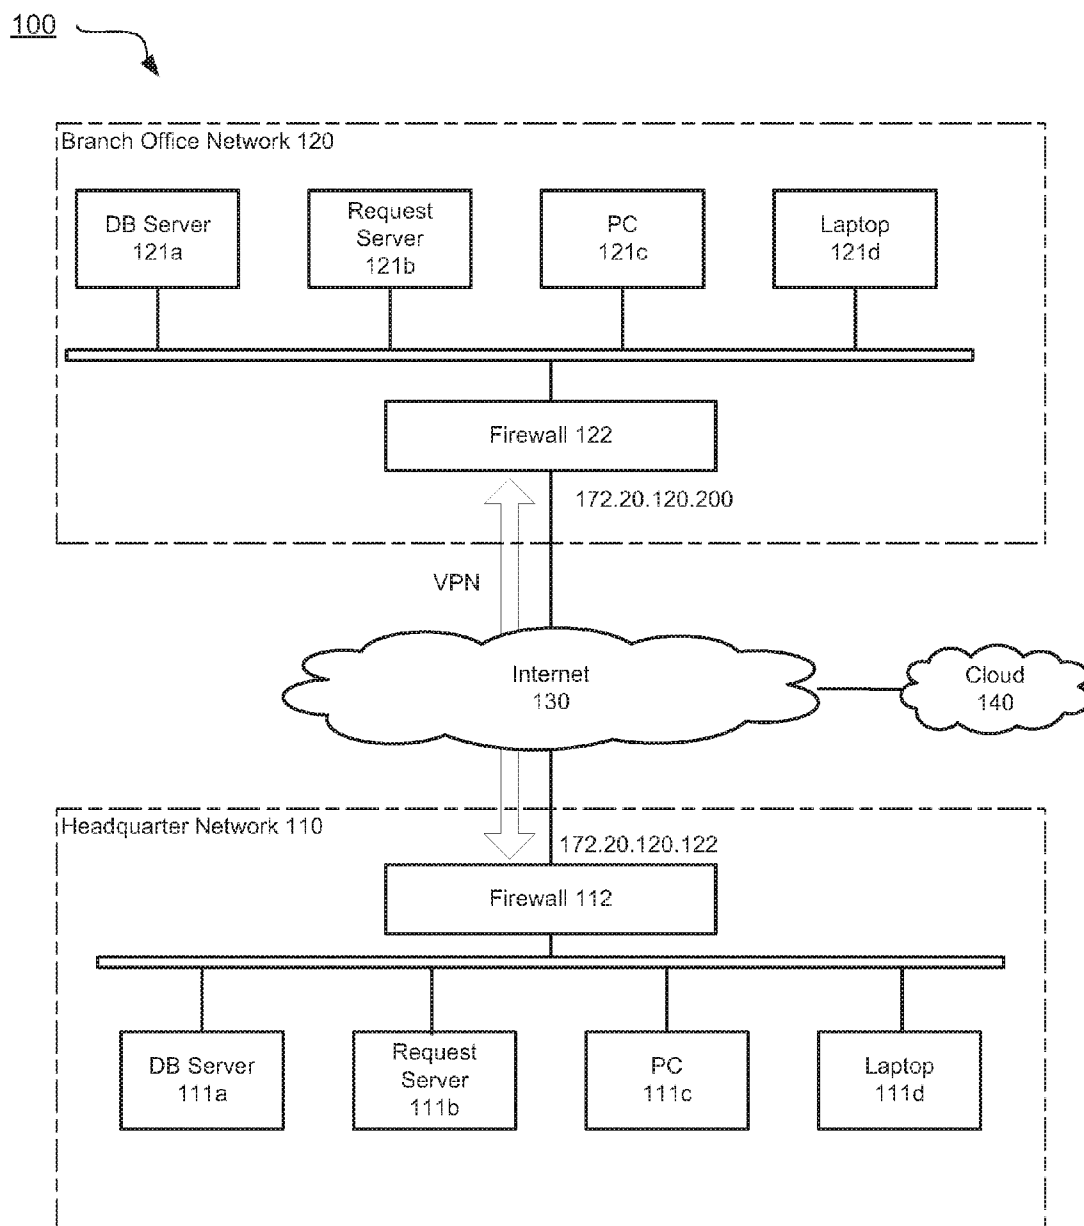 100
Branch Office Network 120
DB Server
121a
Request
Server
121b
PC
121c
Laptop
121d
Firewall 122
172.20.120.200
VPN
Internet
130
Cloud
140
Headquarter Network 110
172.20.120.122
Firewall 112
DB Server
111a
Request
Server
111b
PC
111c
Laptop
111d